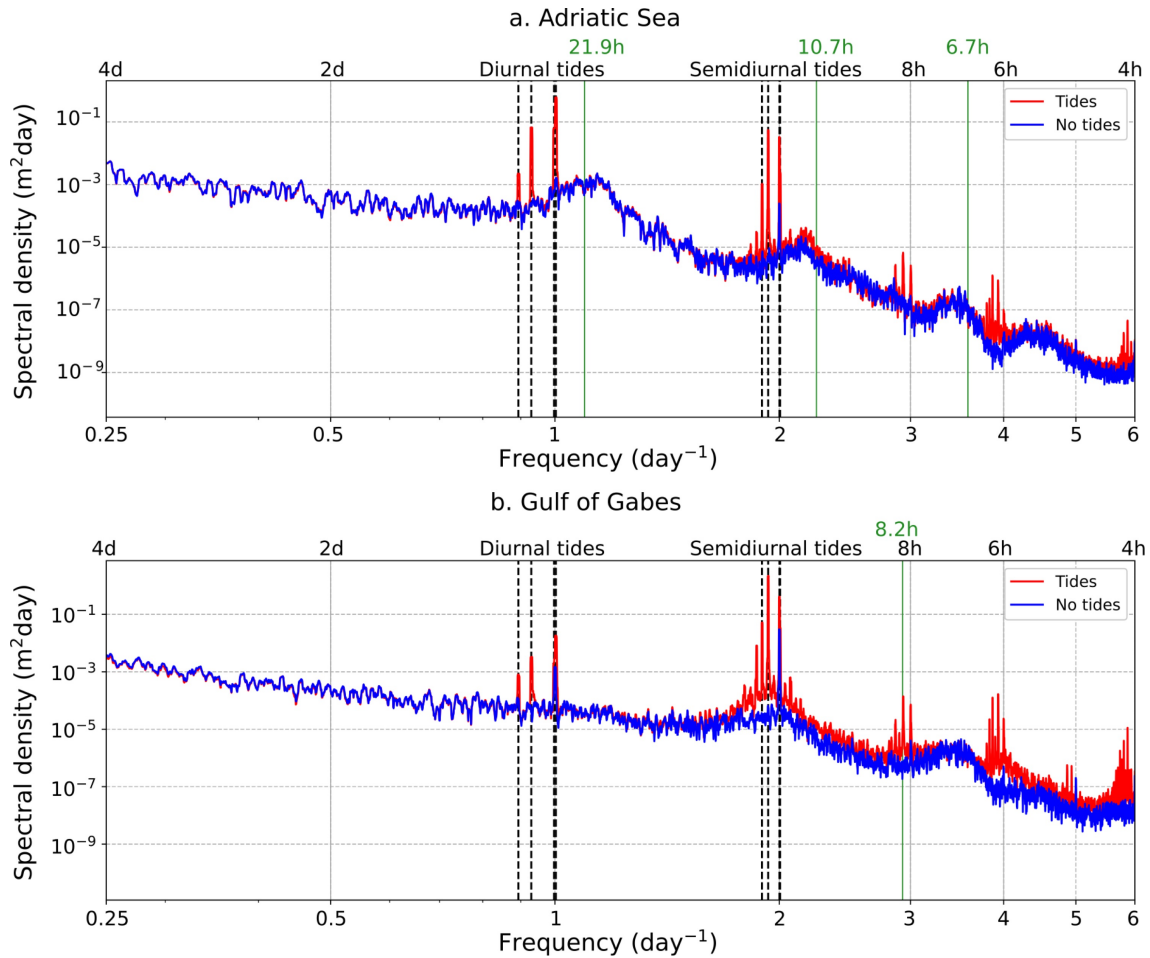 a. Adriatic Sea
21.9h 10.7h 6.7h
4d 2d Diurnal tides Semidiurnal tides 8h 6h 4h
Tides
No tides
10⁻¹
10⁻³
10⁻⁵
10⁻⁷
10⁻⁹
Spectral density (m²day)
0.25 0.5 1 2 3 4 5 6
Frequency (day⁻¹)
b. Gulf of Gabes
8.2h
4d 2d Diurnal tides Semidiurnal tides 8h 6h 4h
Tides
No tides
10⁻¹
10⁻³
10⁻⁵
10⁻⁷
10⁻⁹
Spectral density (m²day)
0.25 0.5 1 2 3 4 5 6
Frequency (day⁻¹)